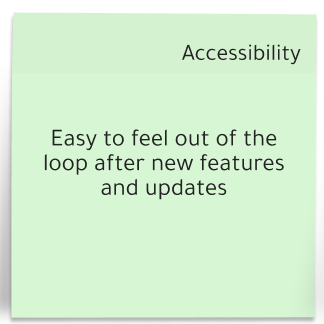 Accessibility
Easy to feel out of the
loop after new features
and updates